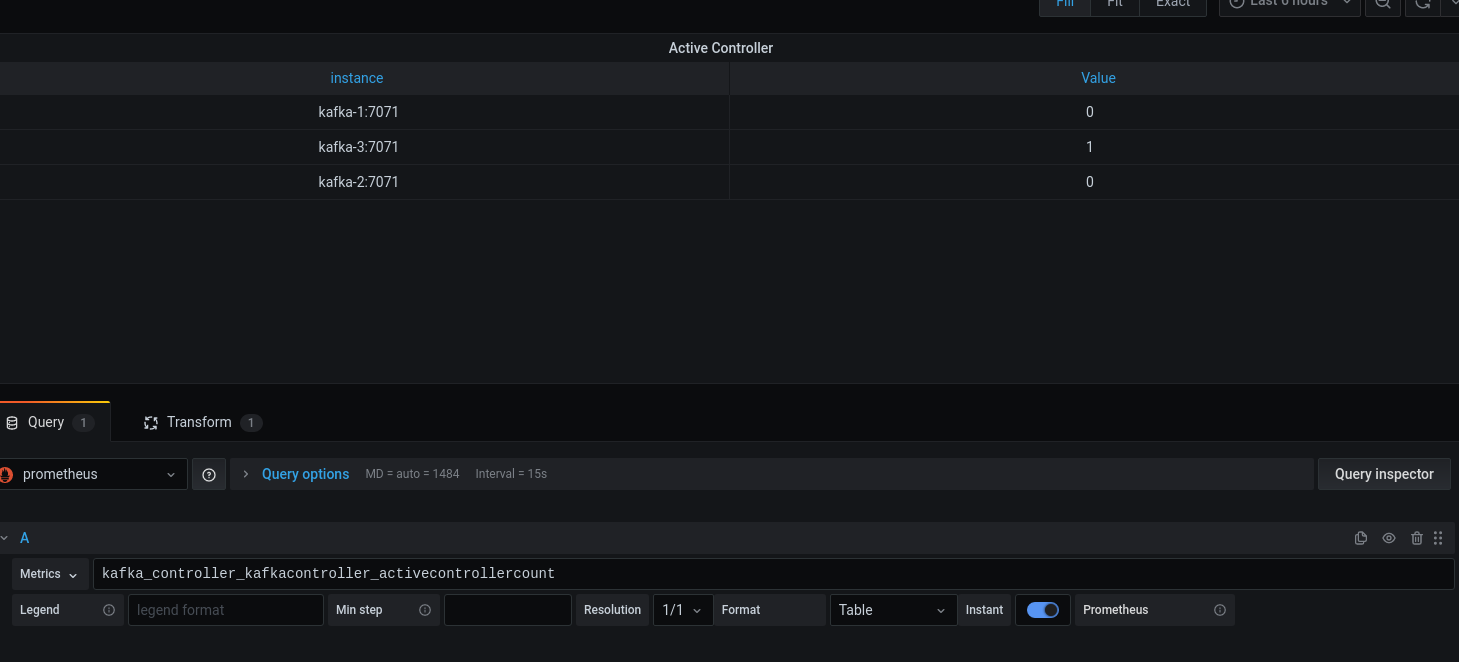 Fill Fit Exact Last 6 hours
Active Controller
instance Value
kafka-1:7071 0
kafka-3:7071 1
kafka-2:7071 0
Query 1 Transform 1
prometheus Query options MD = auto = 1484 Interval = 15s Query inspector
A
Metrics kafka_controller_kafkacontroller_activecontrollercount
Legend legend format Min step Resolution 1/1 Format Table Instant Prometheus